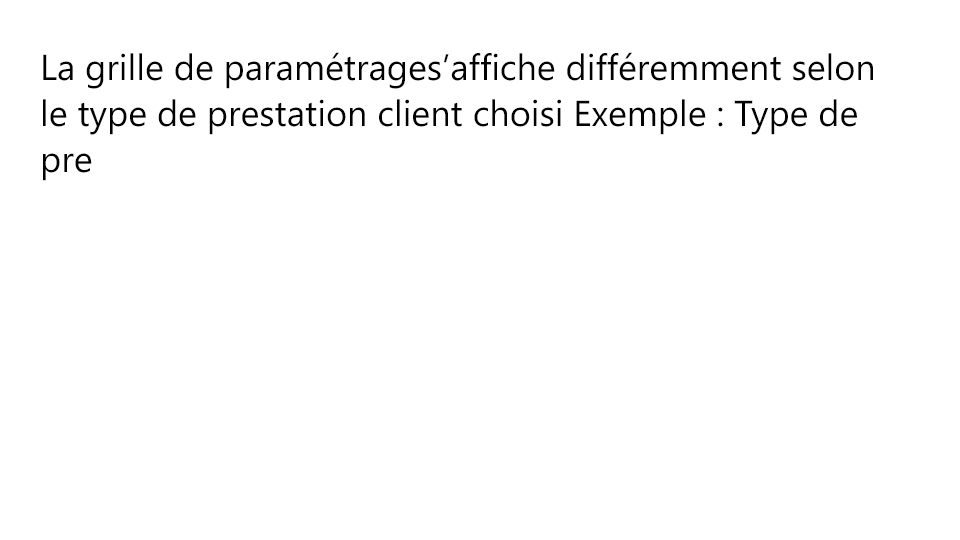 La grille de paramétrages’affiche différemment selon
le type de prestation client choisi Exemple : Type de
pre